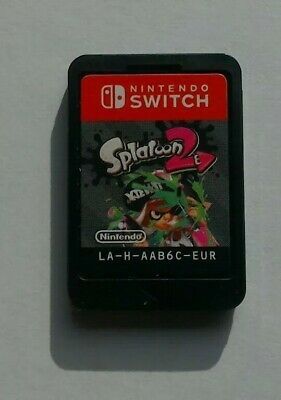 NINTENDO
SWITCH
Splatoon 2
E
Nintendo
LA-H-AAB6C-EUR